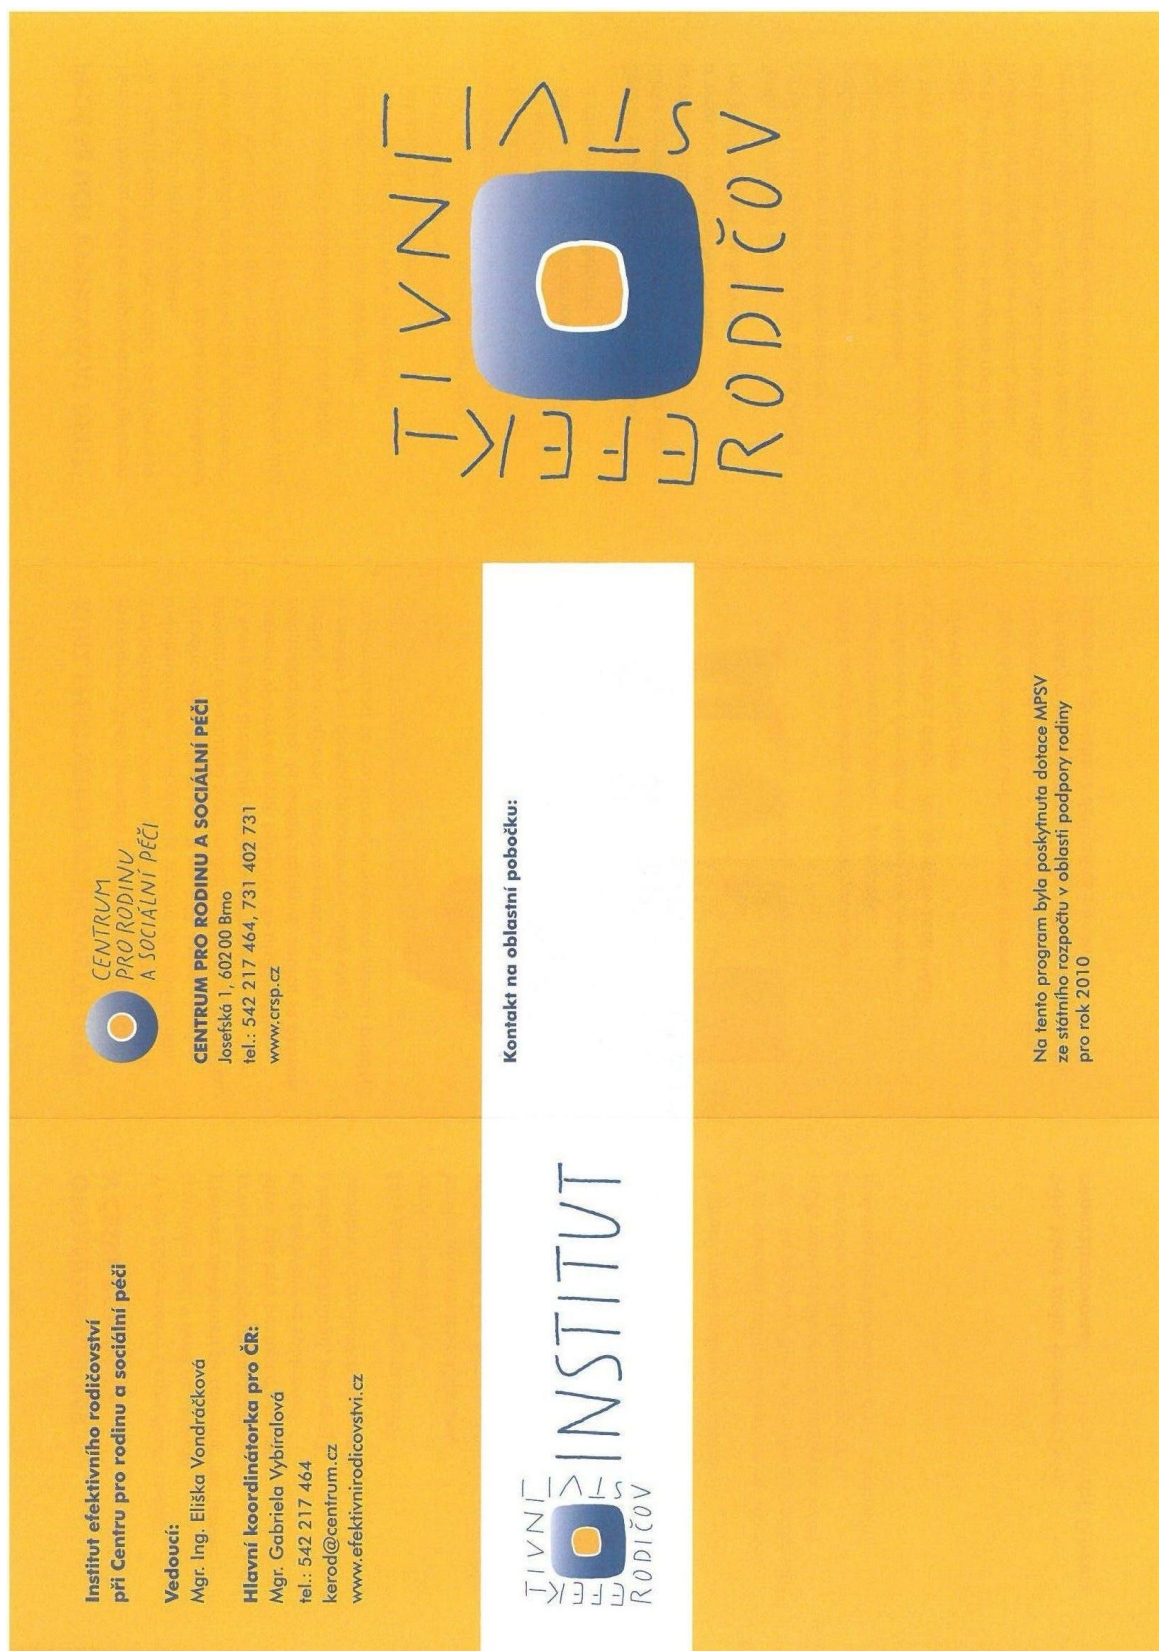 Institut efektivního rodičovství
při Centru pro rodinu a sociální péči
Vedoucí:
Mgr. Ing. Eliška Vondráčková
Hlavní koordinátorka pro ČR:
Mgr. Gabriela Vybíralová
tel.: 542 217 464
kerod@centrum.cz
www.efektivnirodicovstvi.cz
EFEKTIVNÍ
RODIČOVSTVÍ
INSTITUT
CENTRUM
PRO RODINU
A SOCIÁLNÍ PÉČI
CENTRUM PRO RODINU A SOCIÁLNÍ PÉČI
Josefská 1, 602 00 Brno
tel.: 542 217 464, 731 402 731
www.crsp.cz
Kontakt na oblastní pobočku:
Na tento program byla poskytnuta dotace MPSV
ze státního rozpočtu v oblasti podpory rodiny
pro rok 2010
EFEKTIVNÍ
RODIČOVSTVÍ